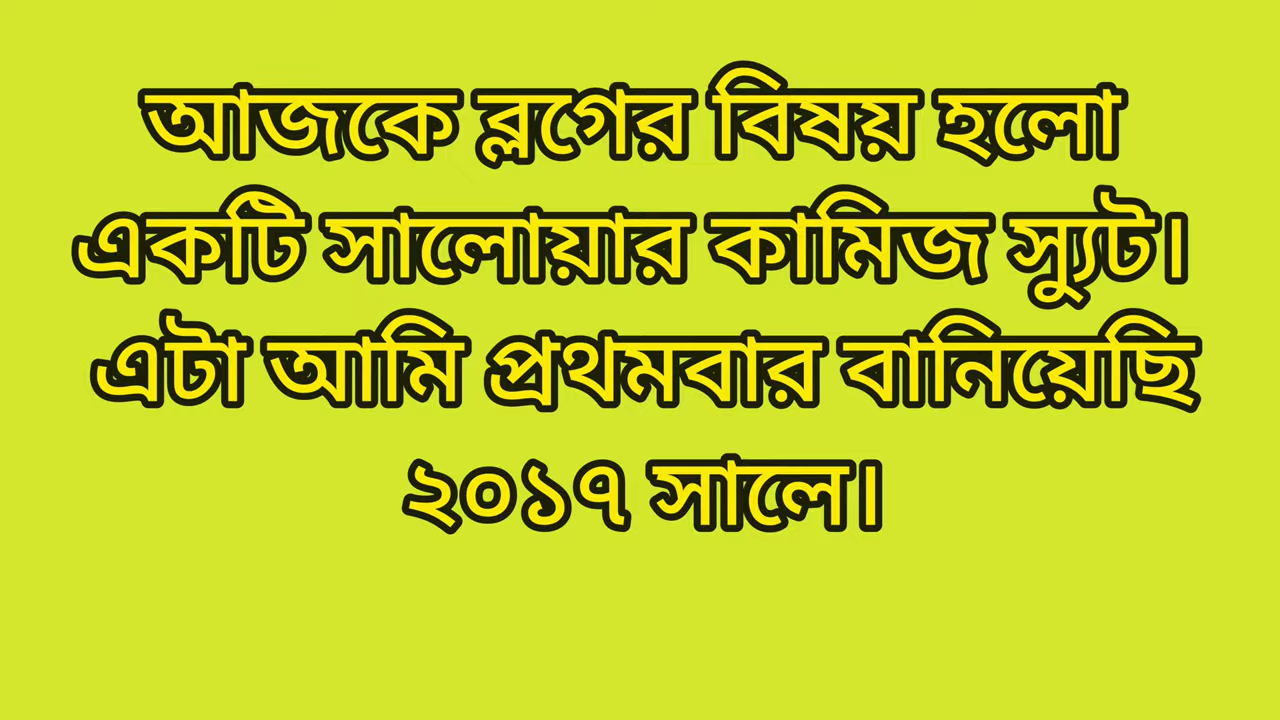 আজকে ব্লগের বিষয় হলো
একটি সালোয়ার কামিজ স্যুট।
এটা আমি প্রথমবার বানিয়েছি
২০১৭ সালে।